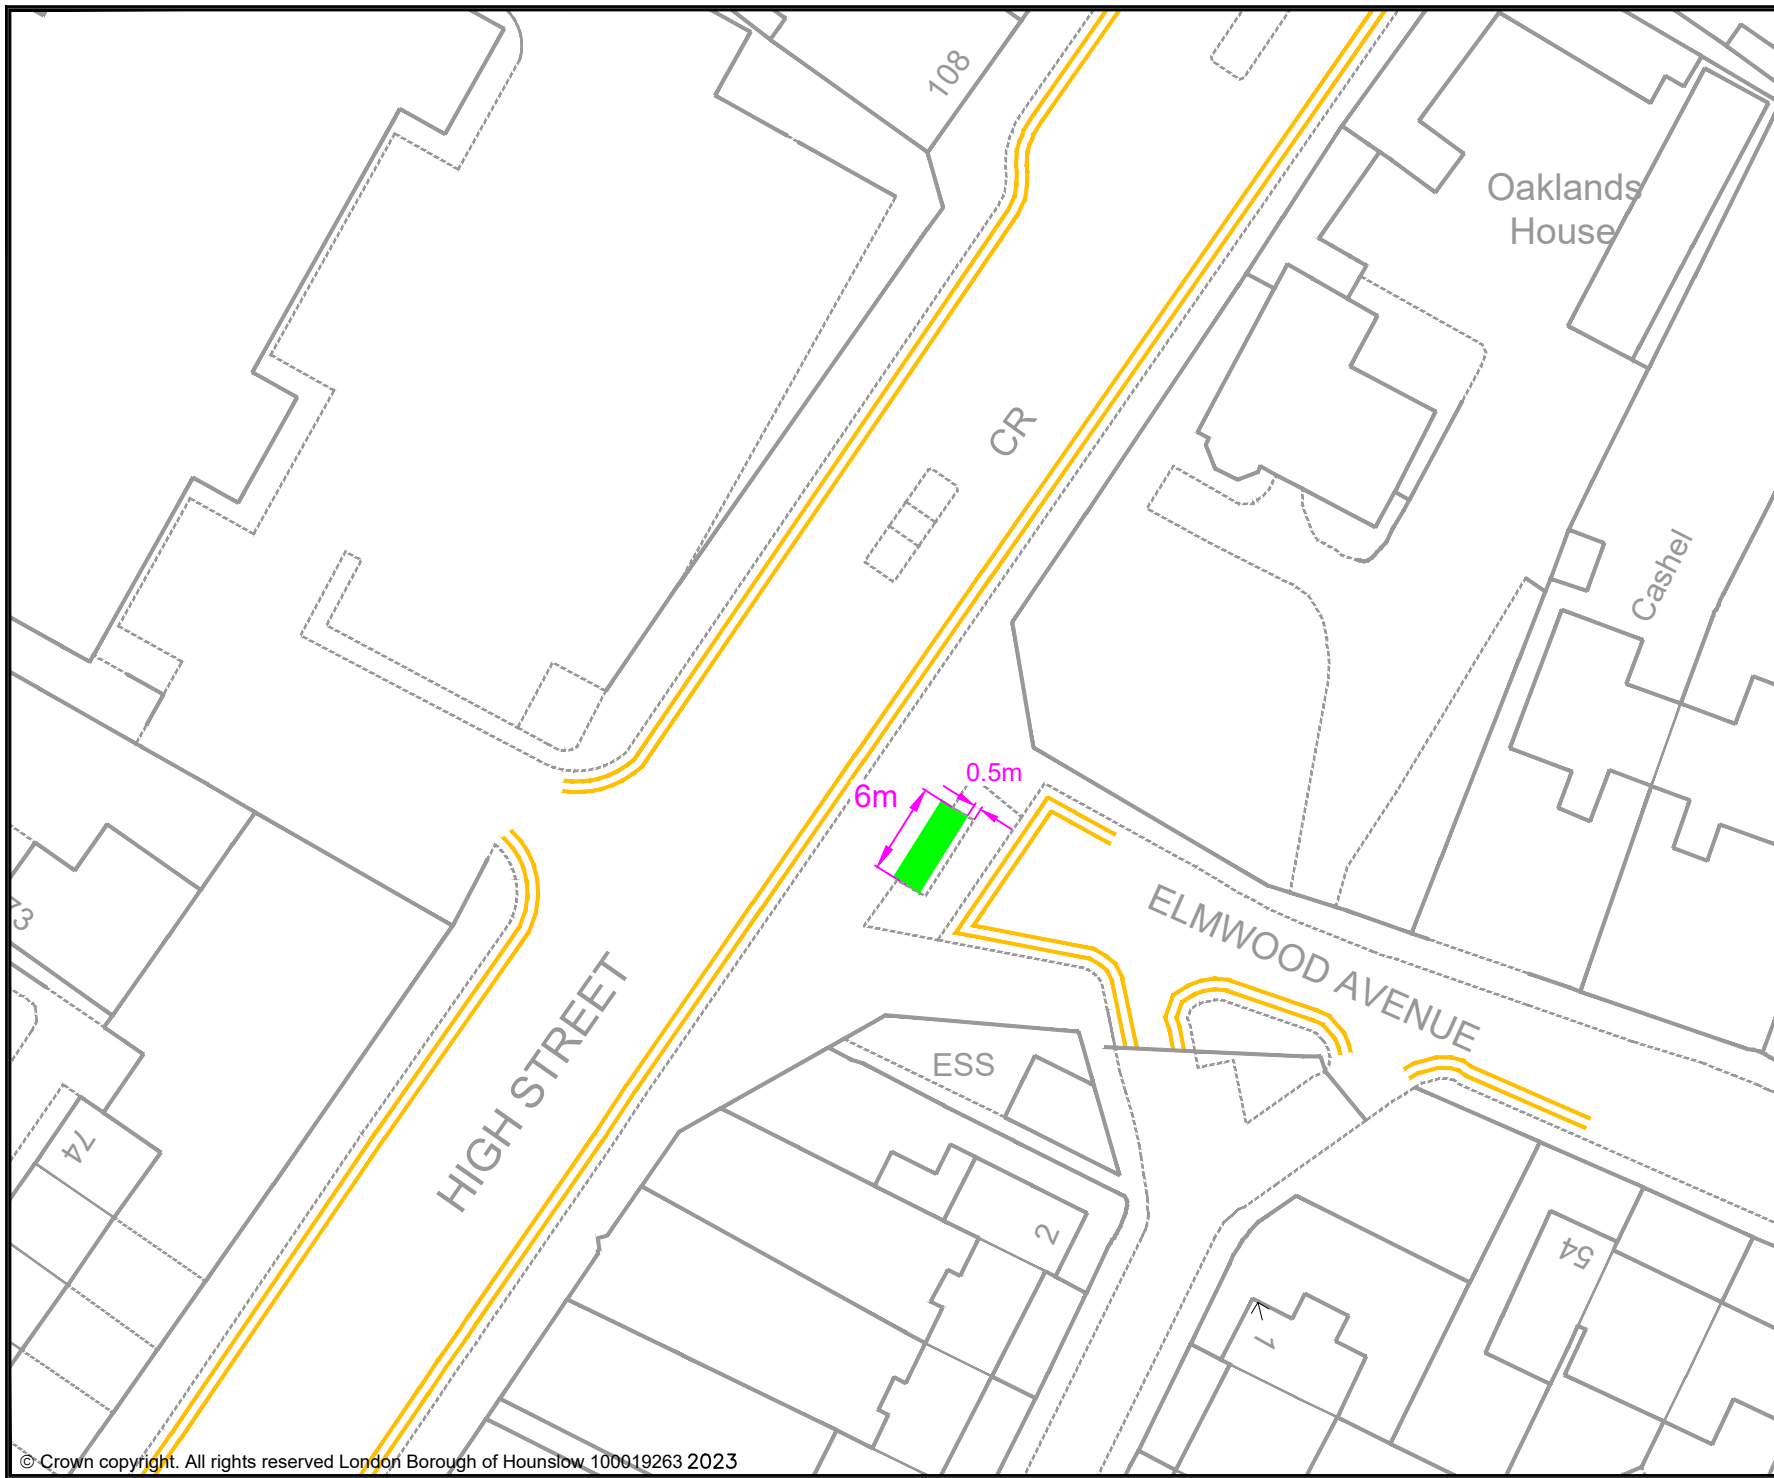 108
Oaklands
House
CR
Cashel
0.5m
6m
73
ELMWOOD AVENUE
HIGH STREET
ESS
74
2
54
1
© Crown copyright. All rights reserved London Borough of Hounslow 100019263 2023